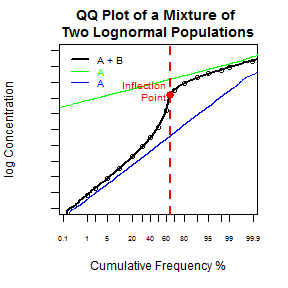 QQ Plot of a Mixture of
Two Lognormal Populations
A + B
A
A
Inflection
Point
log Concentration
0.1 1 5 20 40 60 80 95 99 99.9
Cumulative Frequency %